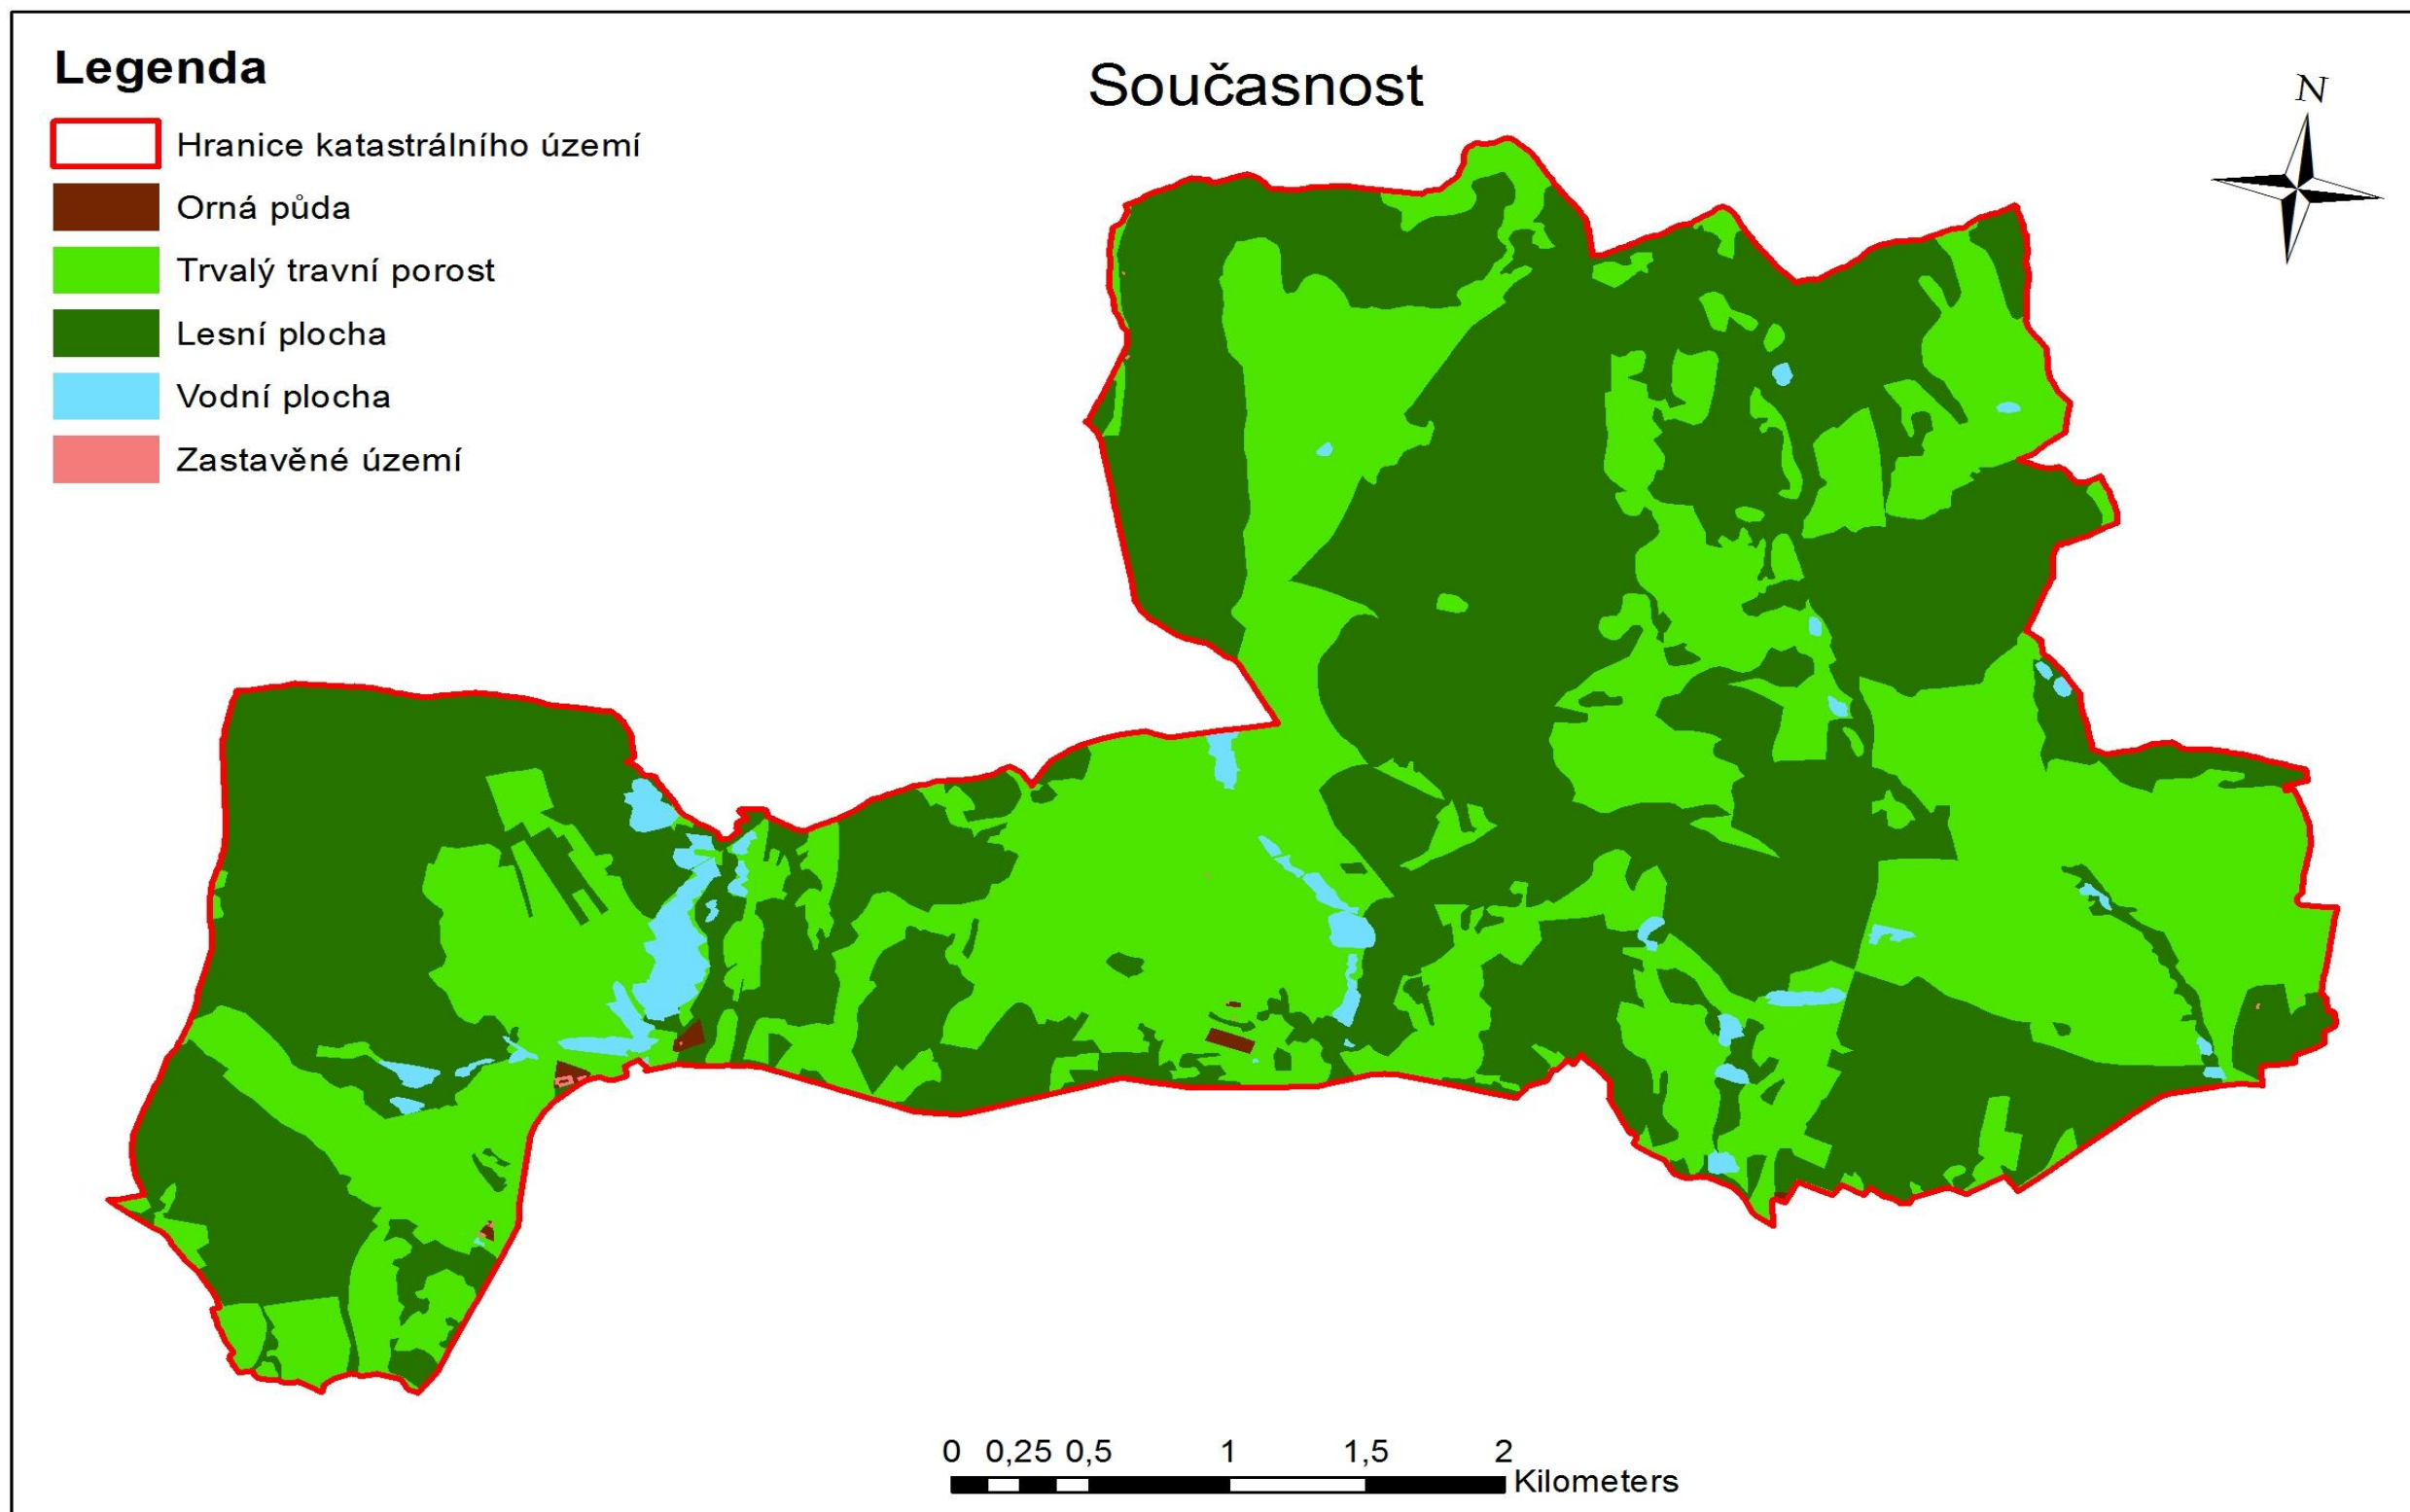 Legenda
Současnost
N
Hranice katastrálního území
Orná půda
Trvalý travní porost
Lesní plocha
Vodní plocha
Zastavěné území
0 0,25 0,5 1 1,5 2
Kilometers